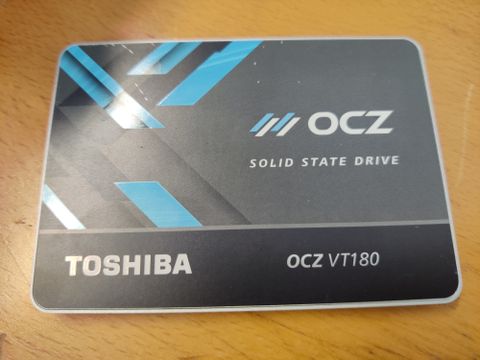 OCZ
SOLID STATE DRIVE
TOSHIBA
OCZ VT180